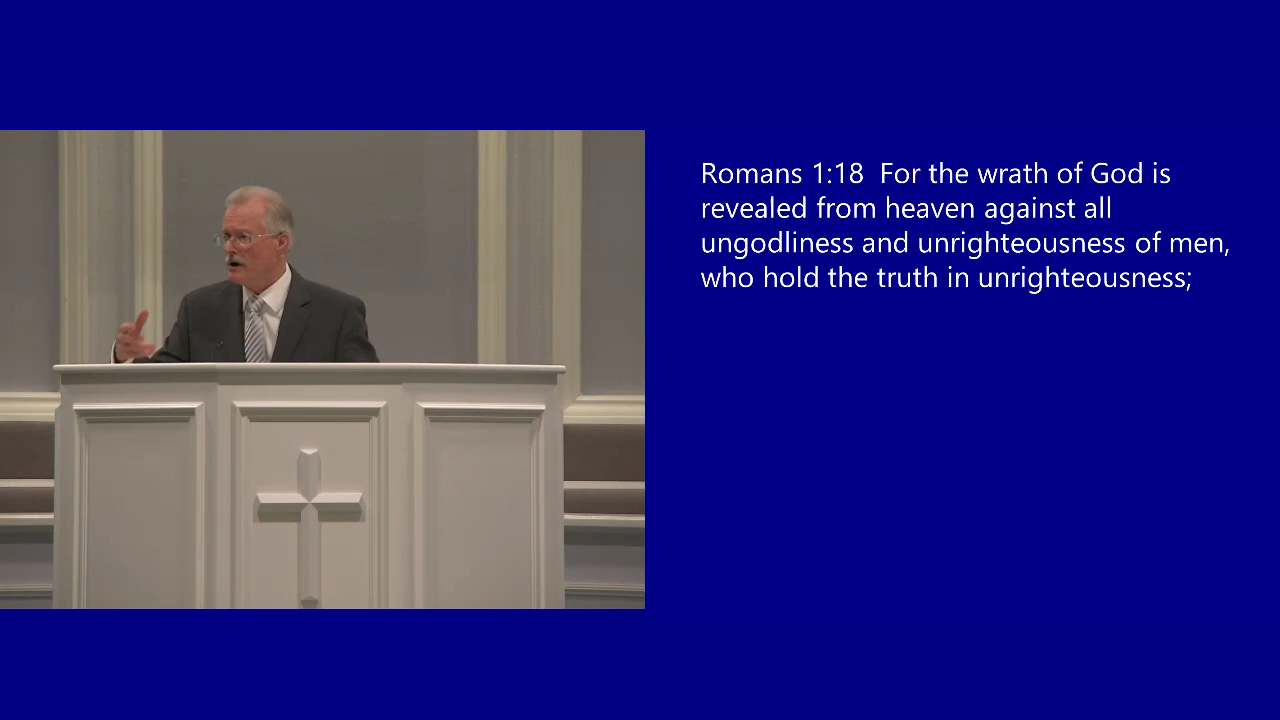 Romans 1:18  For the wrath of God is
revealed from heaven against all
ungodliness and unrighteousness of men,
who hold the truth in unrighteousness;